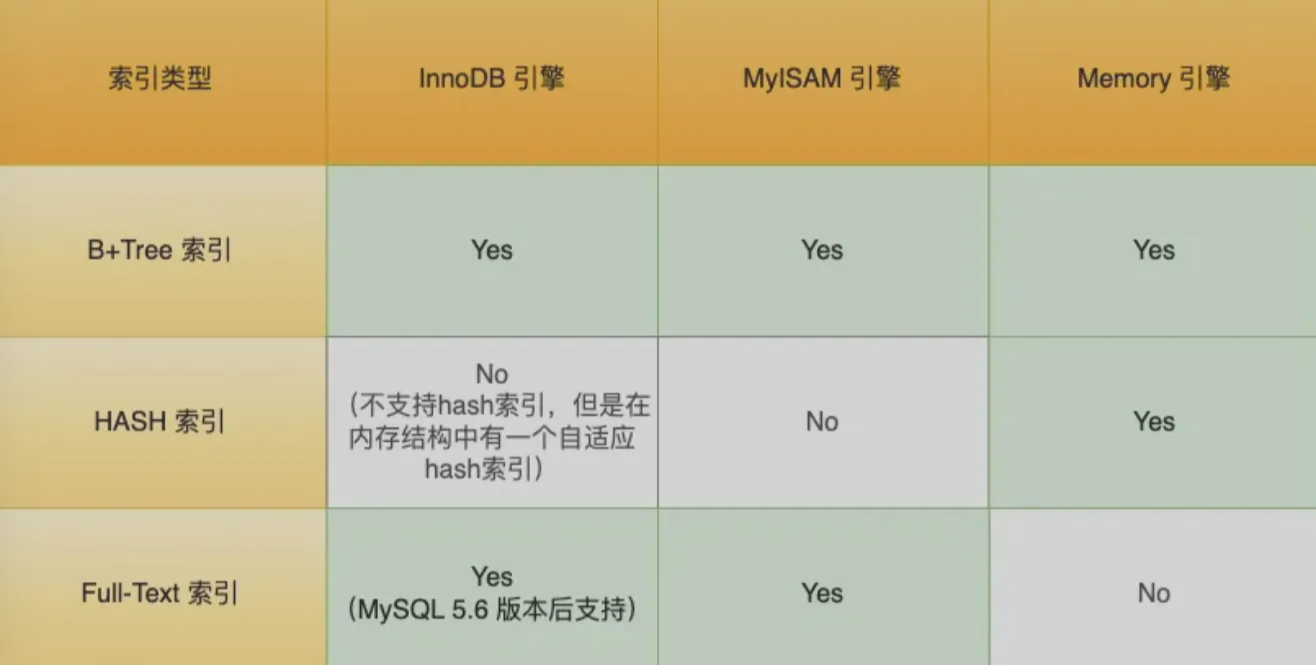 索引类型
InnoDB 引擎
MyISAM 引擎
Memory 引擎
B+Tree 索引
Yes
Yes
Yes
HASH 索引
No
（不支持hash索引，但是在
内存结构中有一个自适应
hash索引）
No
Yes
Full-Text 索引
Yes
（MySQL 5.6 版本后支持）
Yes
No